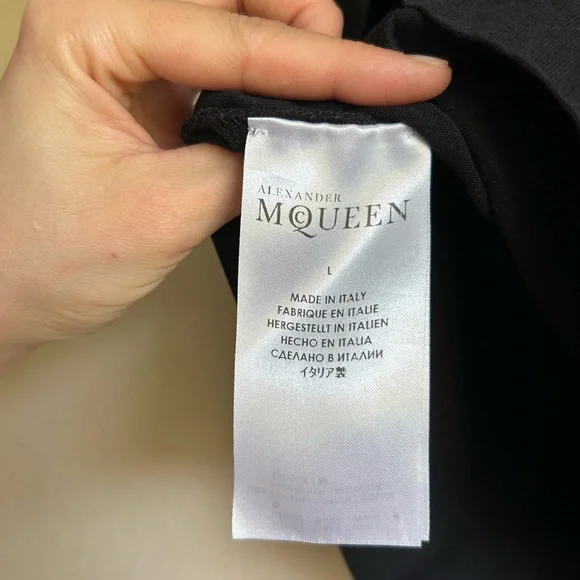 ALEXANDER
McQUEEN
L
MADE IN ITALY
FABRIQUE EN ITALIE
HERGESTELLT IN ITALIEN
HECHO EN ITALIA
СДЕЛАНО В ИТАЛИИ
イタリア製